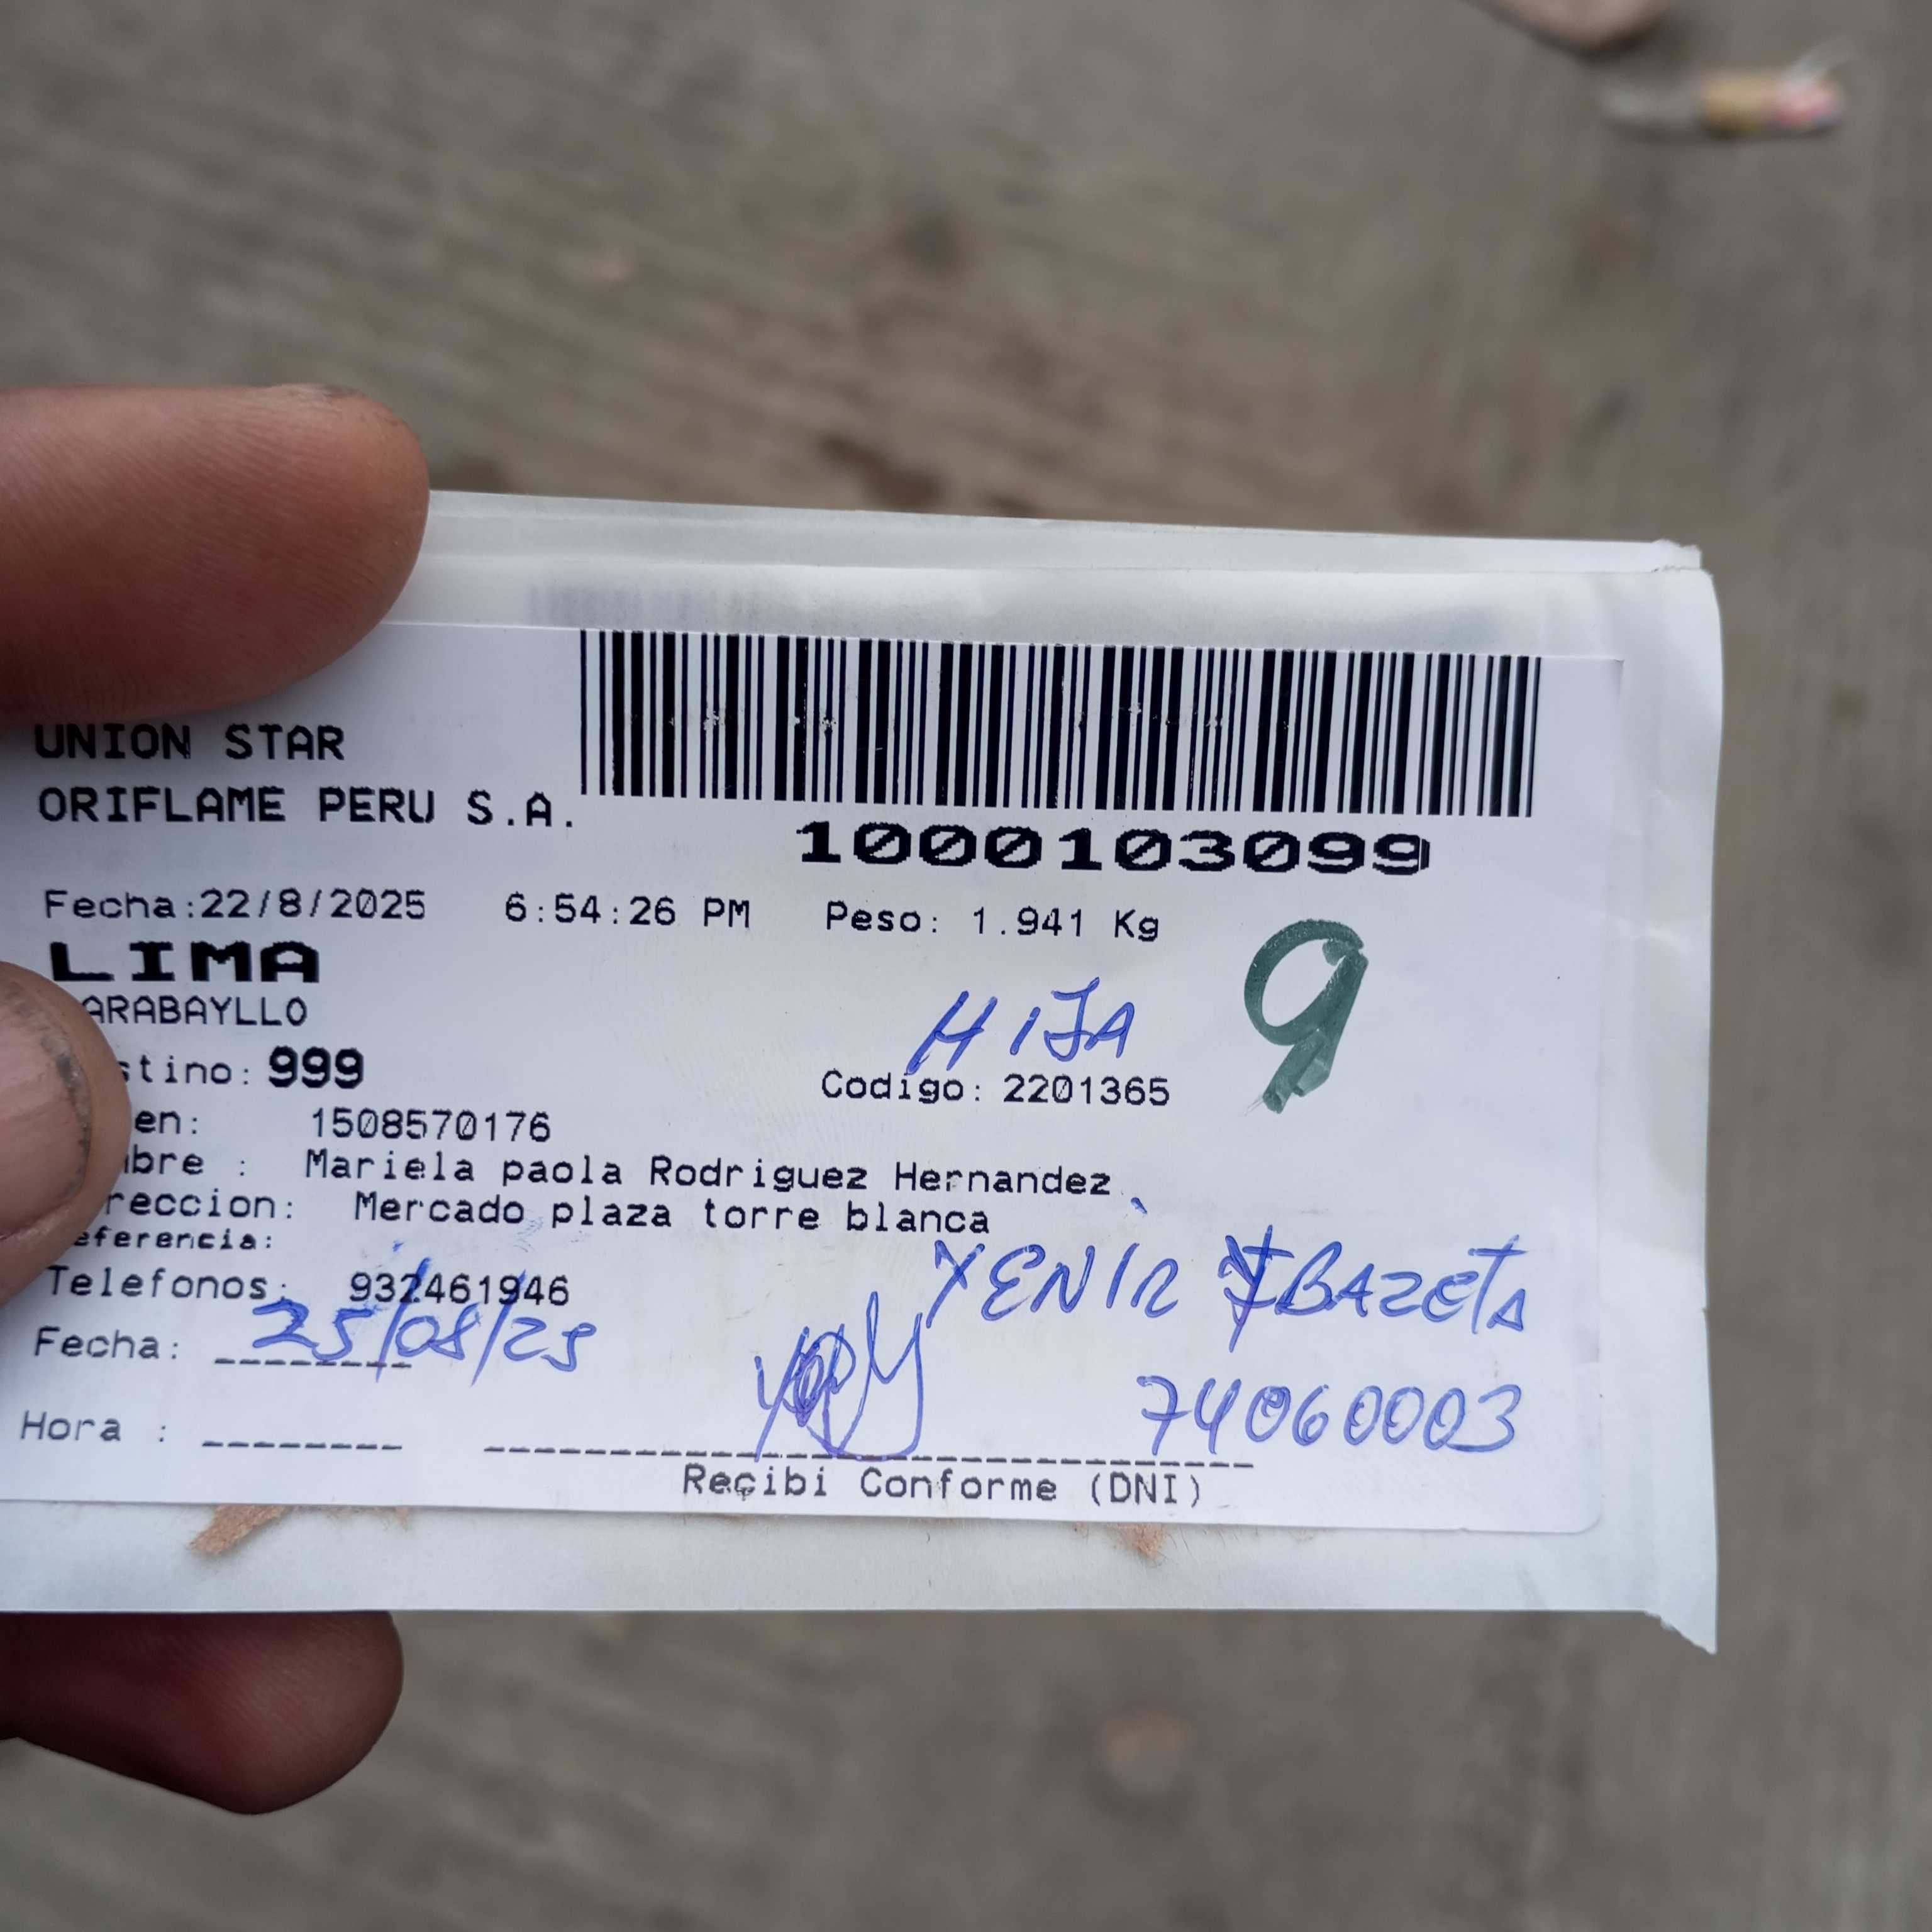 UNION STAR
ORIFLAME PERU S.A.
1000103099
Fecha:22/8/2025 6:54:26 PM Peso: 1.941 Kg
9
LIMA
ARABAYLLO
HIJA
stino: 999
Codigo: 2201365
en: 1508570176
bre : Mariela paola Rodriguez Hernandez
reccion: Mercado plaza torre blanca
eferencia:
Telefonos: 932461946
YENIR IBAZETA
Fecha: 25/08/25
74060003
Hora :
Recibi Conforme (DNI)